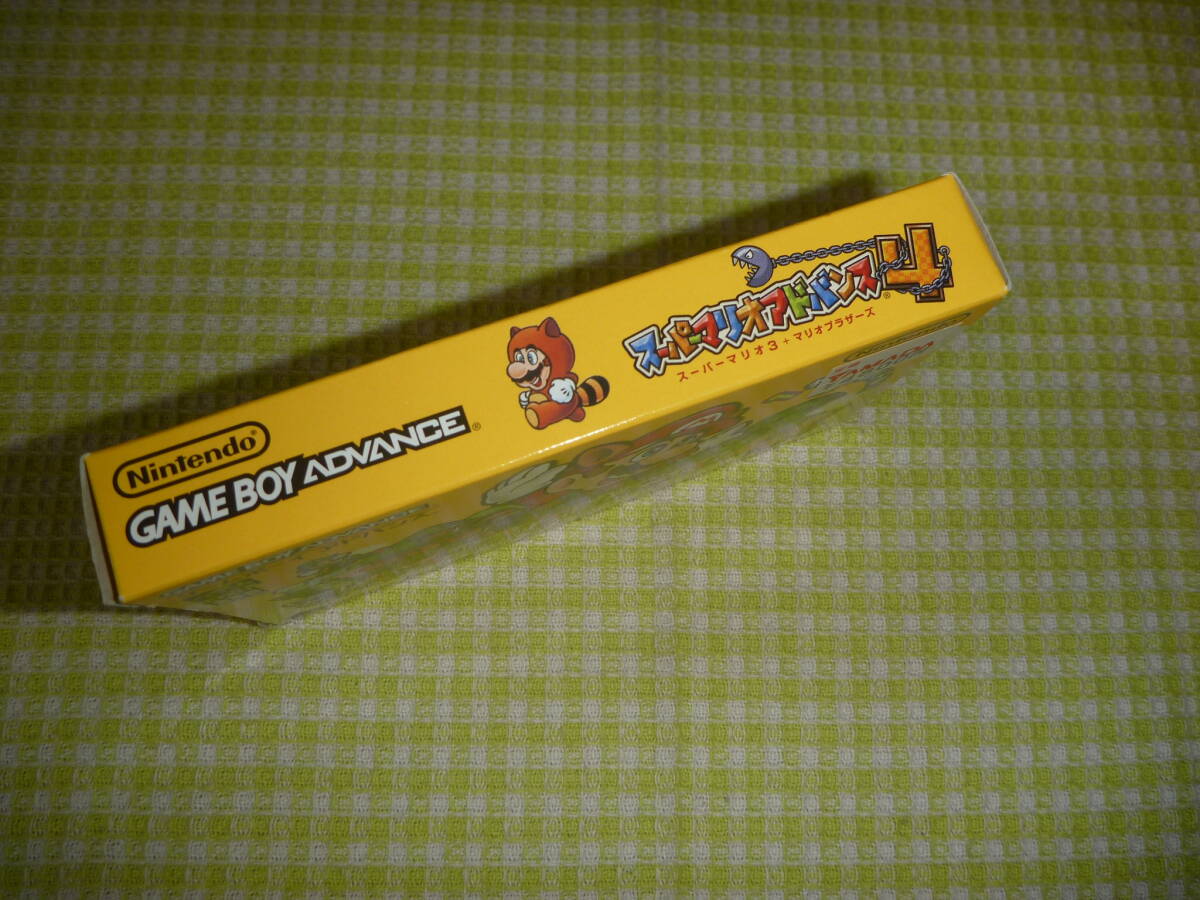 Nintendo®
GAME BOY ADVANCE®
スーパーマリオアドバンス4®
スーパーマリオ3+マリオブラザーズ